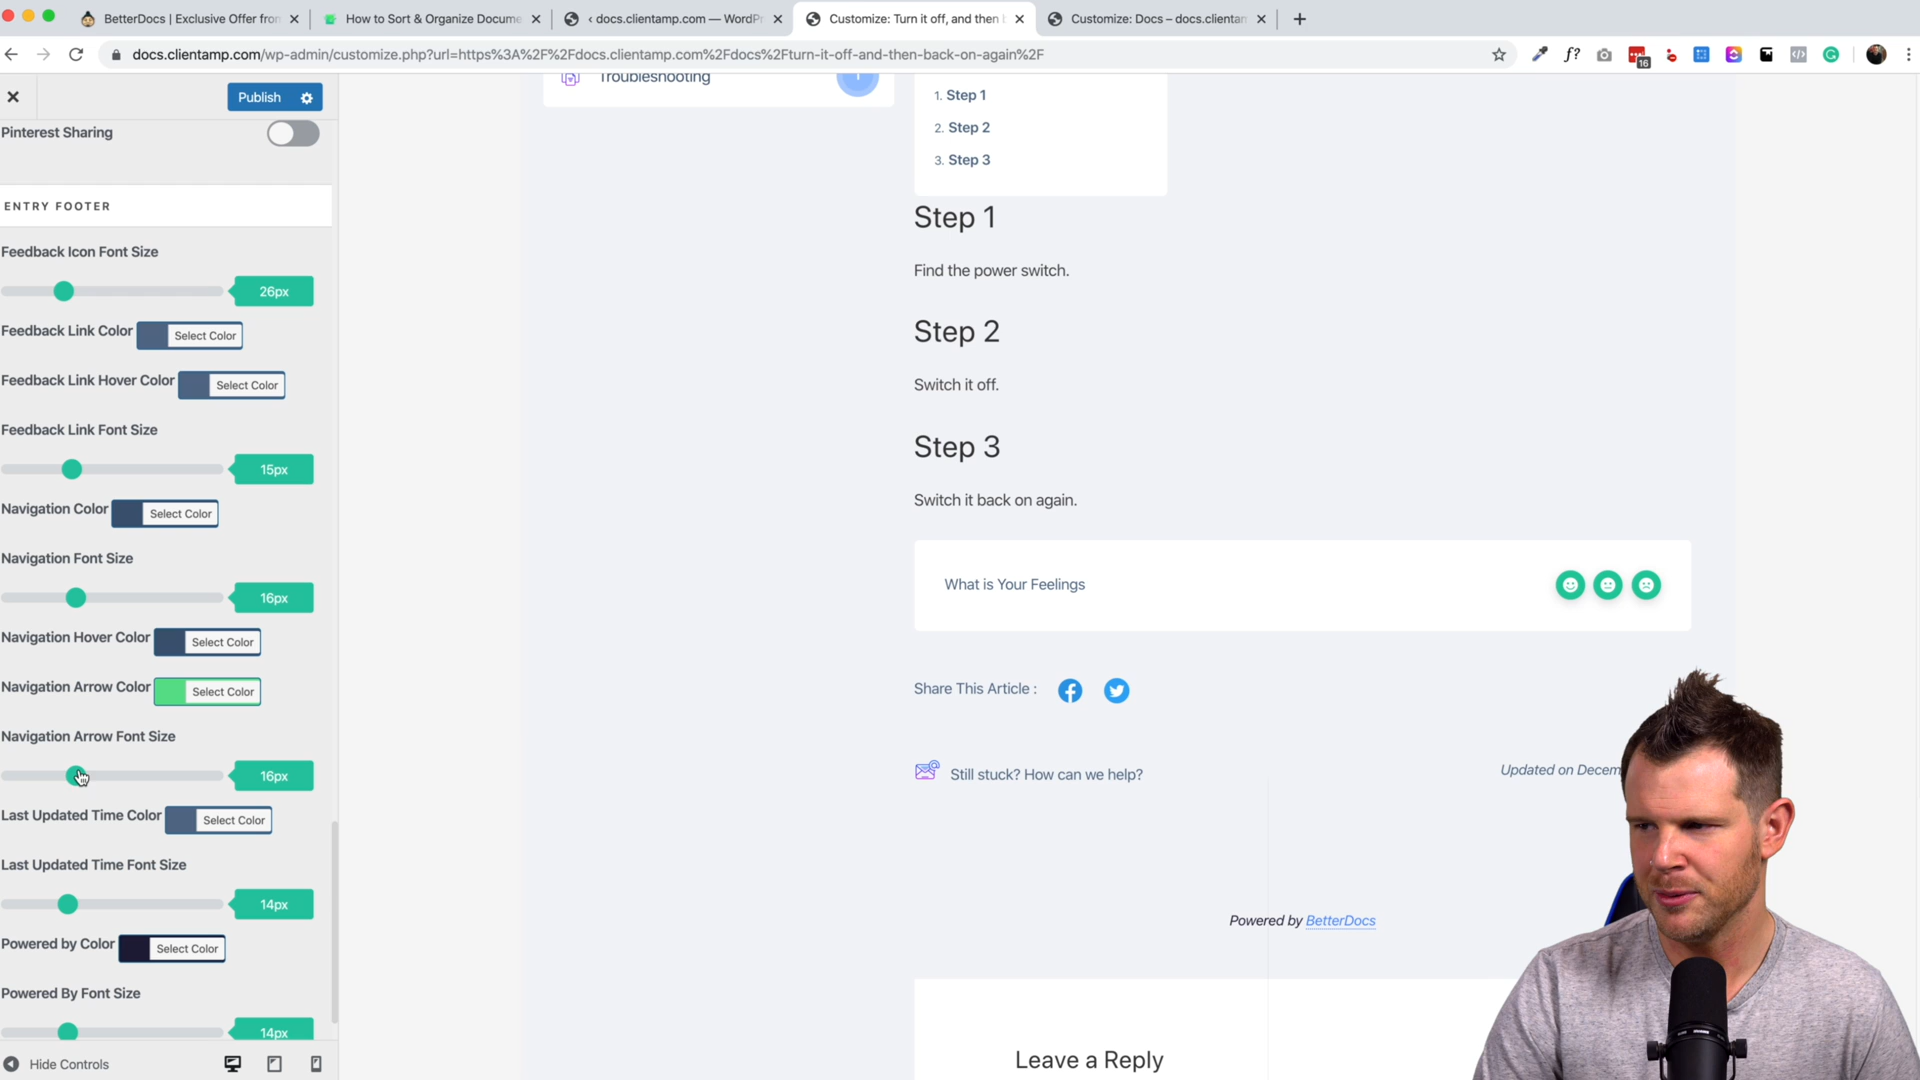 BetterDocs | Exclusive Offer fron
How to Sort & Organize Docume
‹ docs.clientamp.com — WordPr
Customize: Turn it off, and then b
Customize: Docs – docs.clientam
docs.clientamp.com/wp-admin/customize.php?url=https%3A%2F%2Fdocs.clientamp.com%2Fdocs%2Fturn-it-off-and-then-back-on-again%2F
f?
16
Publish
Pinterest Sharing
ENTRY FOOTER
Feedback Icon Font Size
26px
Feedback Link Color
Select Color
Feedback Link Hover Color
Select Color
Feedback Link Font Size
15px
Navigation Color
Select Color
Navigation Font Size
16px
Navigation Hover Color
Select Color
Navigation Arrow Color
Select Color
Navigation Arrow Font Size
16px
Last Updated Time Color
Select Color
Last Updated Time Font Size
14px
Powered by Color
Select Color
Powered By Font Size
14px
Hide Controls
Troubleshooting
1. Step 1
2. Step 2
3. Step 3
Step 1
Find the power switch.
Step 2
Switch it off.
Step 3
Switch it back on again.
What is Your Feelings
Share This Article :
Still stuck? How can we help?
Updated on Decem
Powered by BetterDocs
Leave a Reply